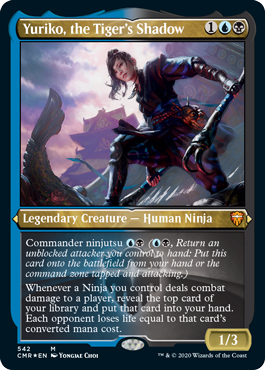 Yuriko, the Tiger's Shadow 1
Legendary Creature — Human Ninja
Commander ninjutsu (, Return an
unblocked attacker you control to hand: Put this
card onto the battlefield from your hand or the
command zone tapped and attacking.)
Whenever a Ninja you control deals combat
damage to a player, reveal the top card of
your library and put that card into your hand.
Each opponent loses life equal to that card's
converted mana cost.
1/3
542 M
CMR EN YONGJAE CHOI ™ & © 2020 Wizards of the Coast